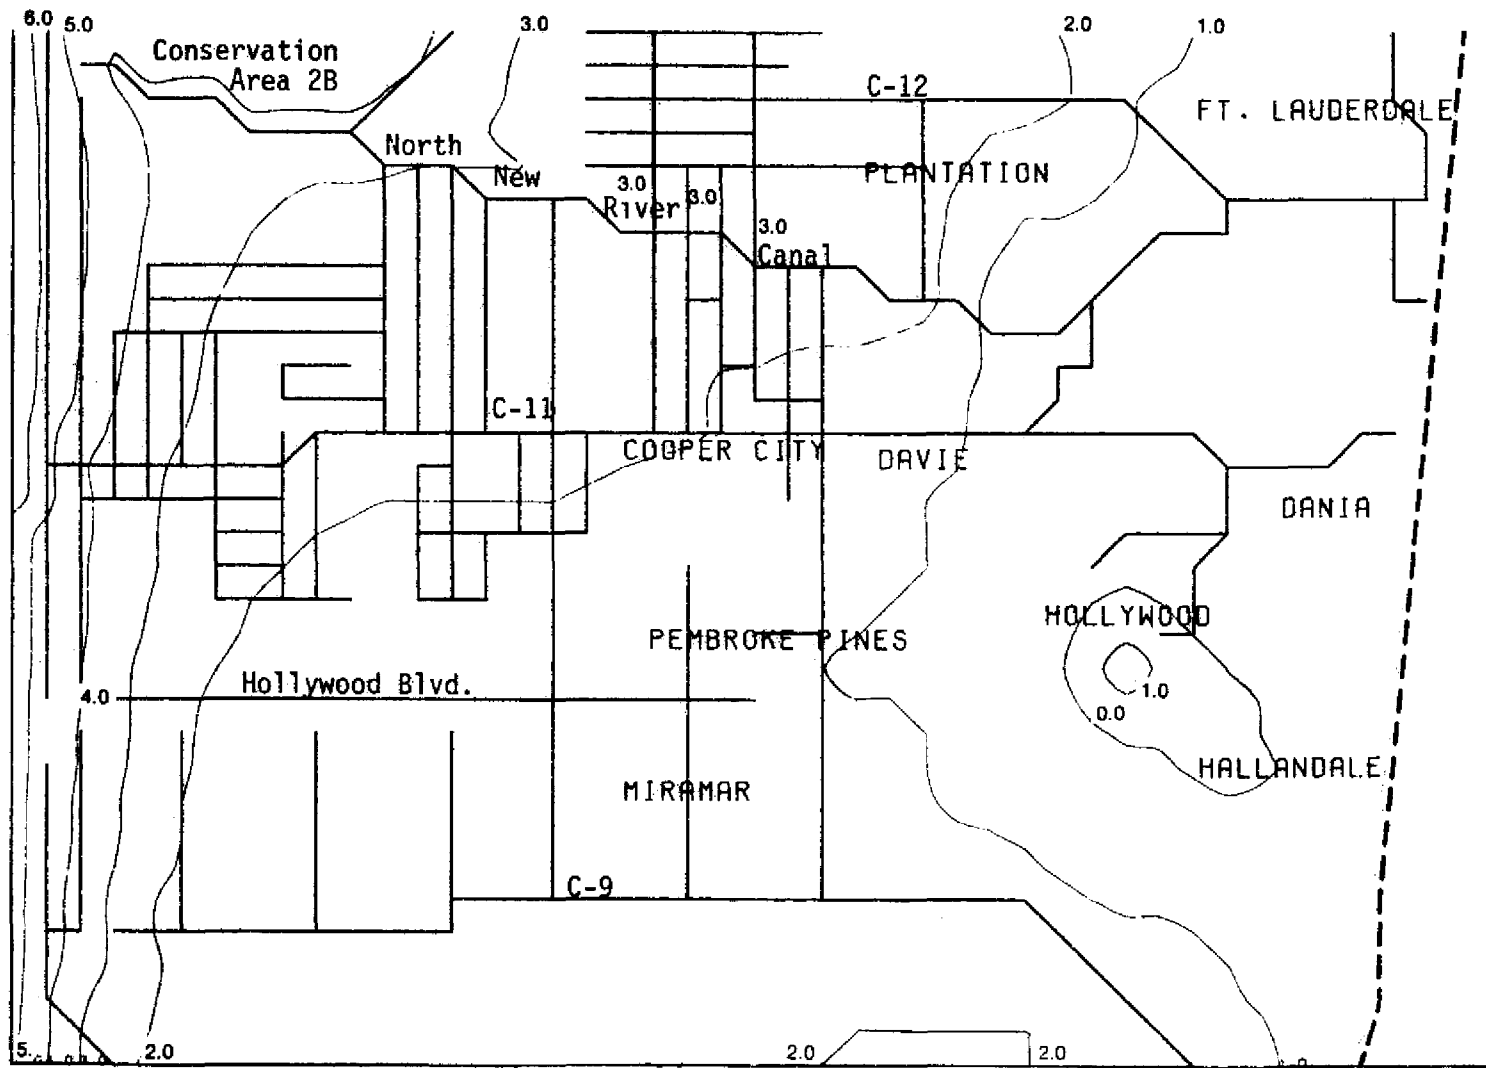 6.0 5.0 3.0 2.0 1.0
Conservation
Area 2B
C-12
FT. LAUDERDALE
North
New
PLANTATION
3.0 3.0
River
3.0
Canal
C-11
COOPER CITY
DAVIE
DANIA
HOLLYWOOD
PEMBROKE PINES
Hollywood Blvd.
4.0
1.0
0.0
HALLANDALE
MIRAMAR
C-9
5. 2.0 2.0 2.0